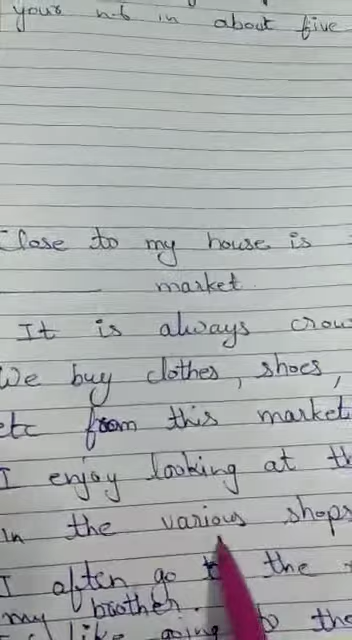 your n.b in about five
Close to my house is
________ market.
It is always crow
We buy clothes, shoes,
etc from this market
I enjoy looking at th
in the various shops
I often go to the
my brother.
I like going to the